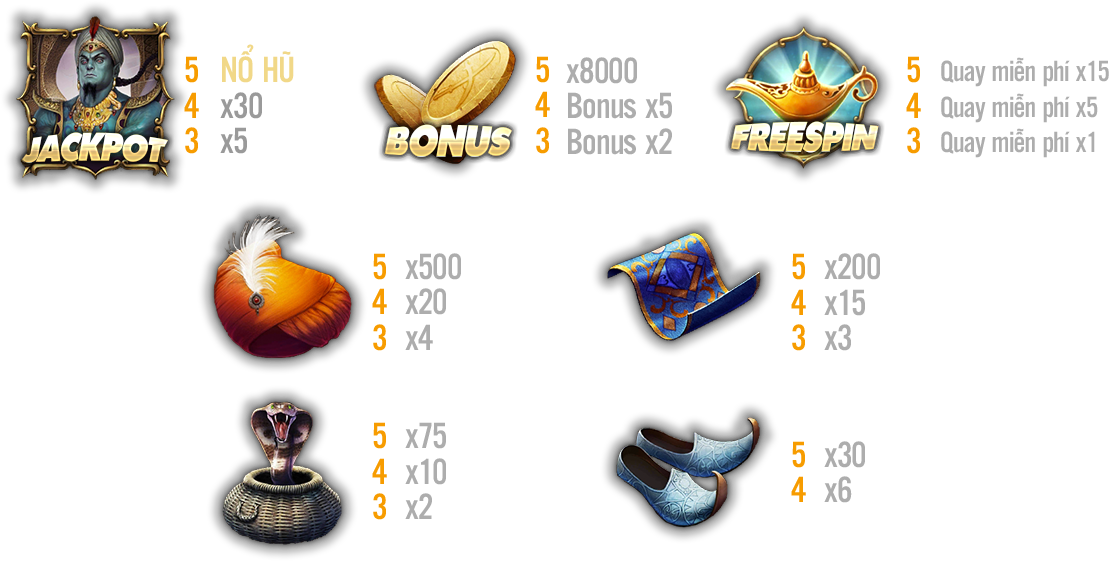 JACKPOT
5 NỔ HŨ
4 x30
3 x5
BONUS
5 x8000
4 Bonus x5
3 Bonus x2
FREESPIN
5 Quay miễn phí x15
4 Quay miễn phí x5
3 Quay miễn phí x1
5 x500
4 x20
3 x4
5 x200
4 x15
3 x3
5 x75
4 x10
3 x2
5 x30
4 x6